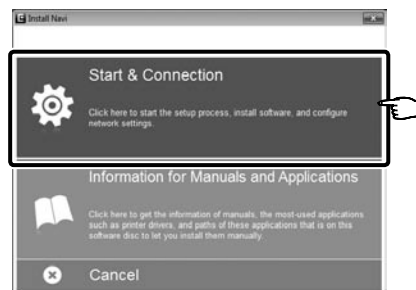 Install Navi
Start & Connection
Click here to start the setup process, install software, and configure
network settings.
Information for Manuals and Applications
Click here to get the information of manuals, the most-used applications
such as printer drivers, and paths of these applications that is on this
software disc to let you install them manually.
Cancel